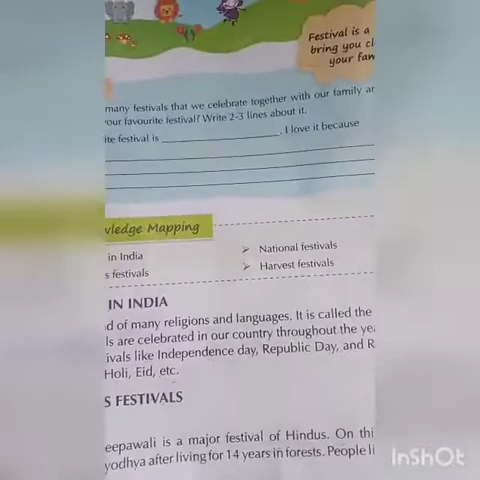 Festival is a
bring you cl
your fam
many festivals that we celebrate together with our family ar
our favourite festival? Write 2-3 lines about it.
ite festival is ____________. I love it because
wledge Mapping
in India
➢ National festivals
s festivals
➢ Harvest festivals
IN INDIA
d of many religions and languages. It is called the
ls are celebrated in our country throughout the yea
ivals like Independence day, Republic Day, and R
Holi, Eid, etc.
S FESTIVALS
eepawali is a major festival of Hindus. On thi
yodhya after living for 14 years in forests. People li
InShOt